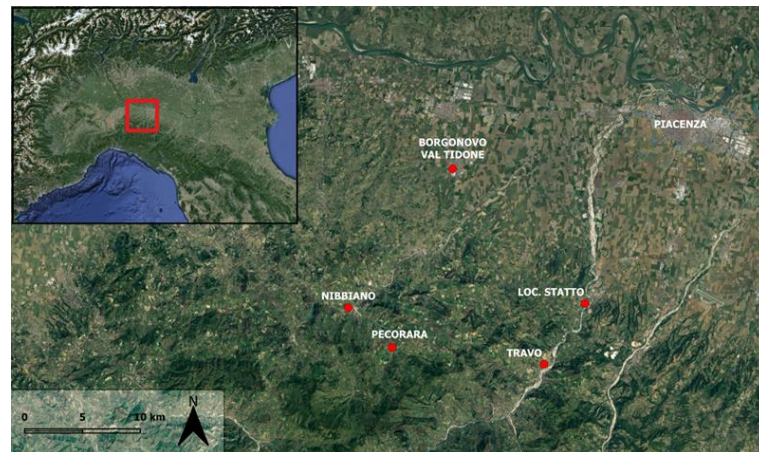 PIACENZA
BORGONOVO
VAL TIDONE
LOC. STATTO
NIBBIANO
PECORARA
TRAVO
N
0 5 10 km